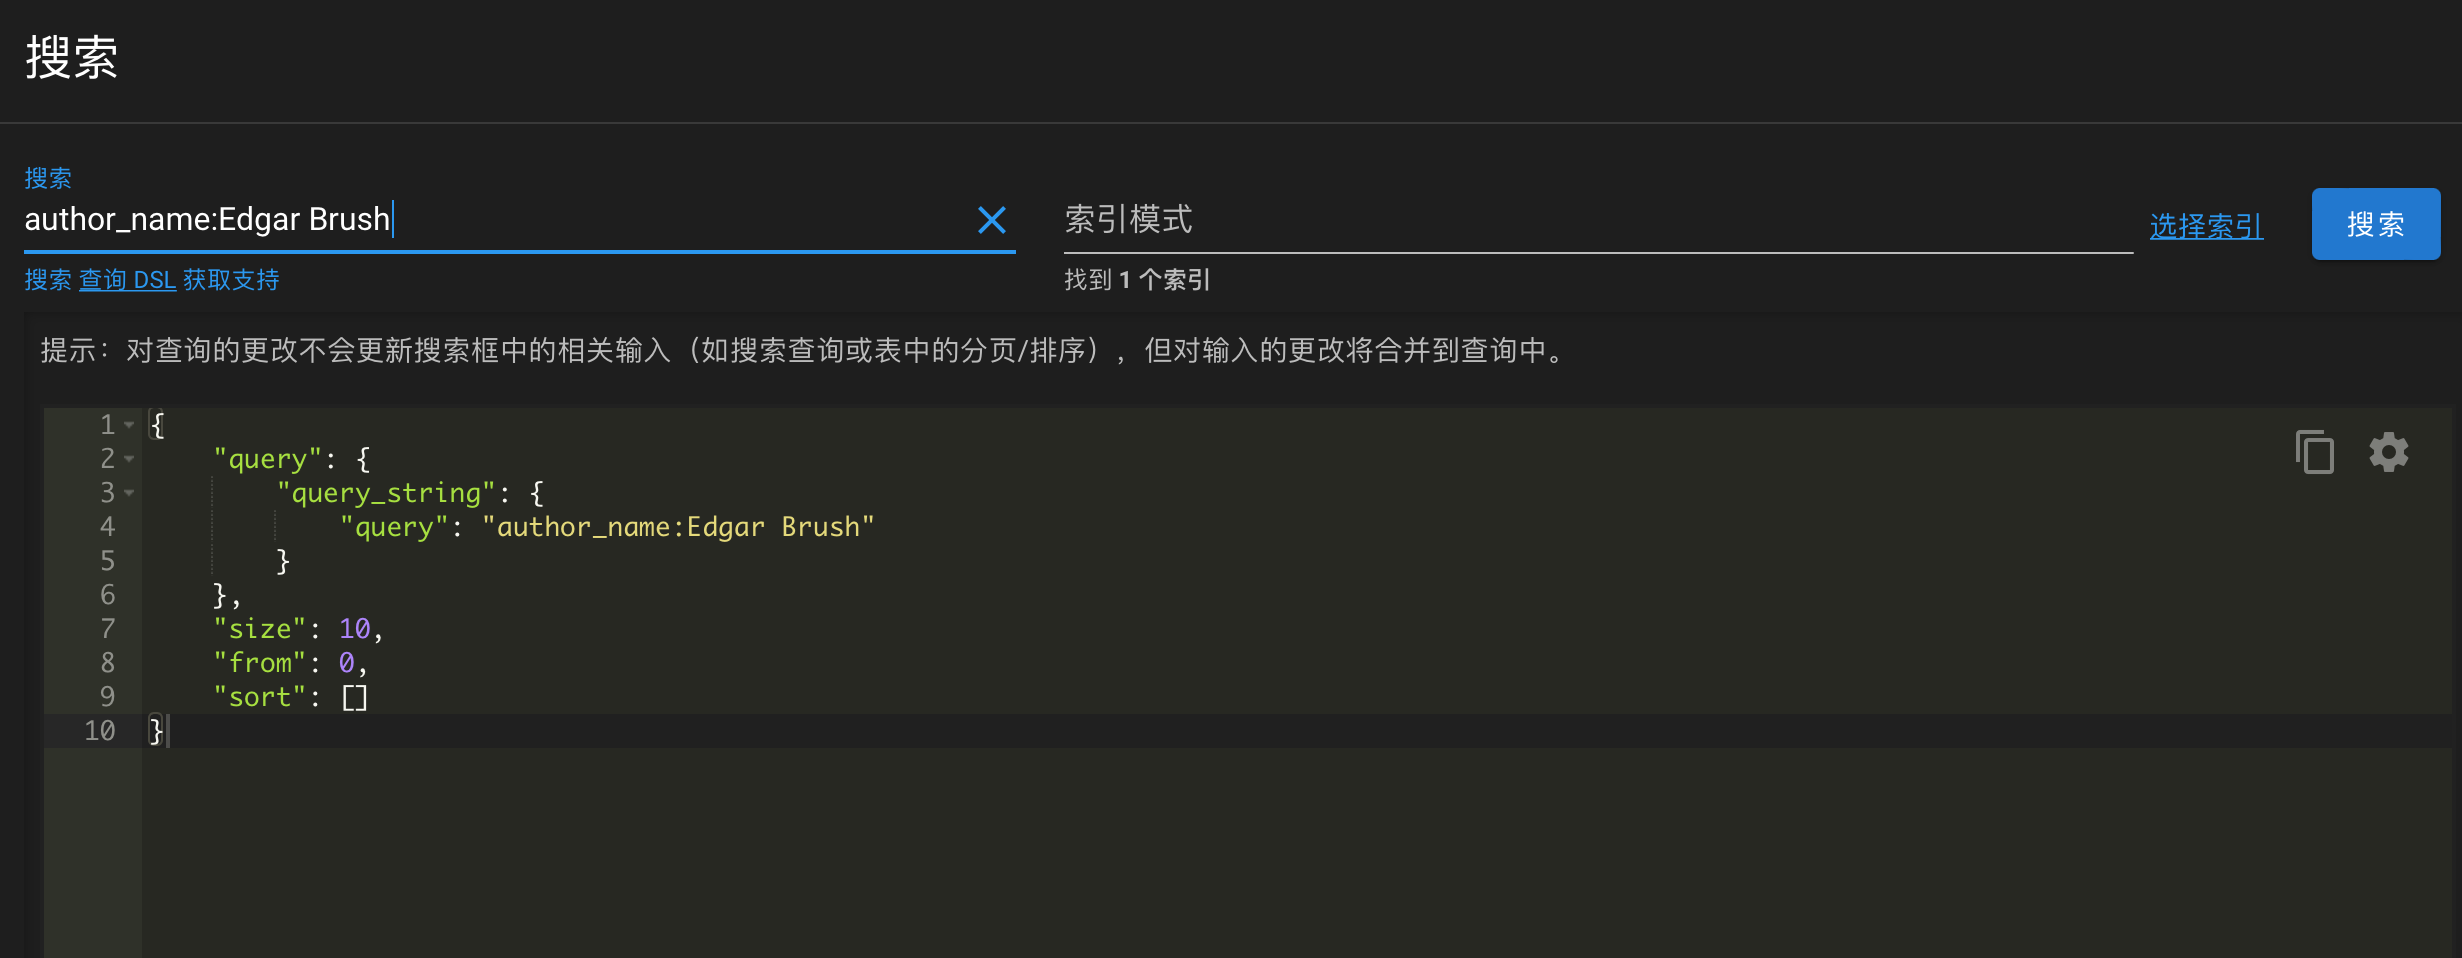 搜索
搜索
author_name:Edgar Brush
索引模式
选择索引
搜索
搜索 查询 DSL 获取支持
找到 1 个索引
提示：对查询的更改不会更新搜索框中的相关输入（如搜索查询或表中的分页/排序），但对输入的更改将合并到查询中。
1 {
2 "query": {
3 "query_string": {
4 "query": "author_name:Edgar Brush"
5 }
6 },
7 "size": 10,
8 "from": 0,
9 "sort": []
10 }